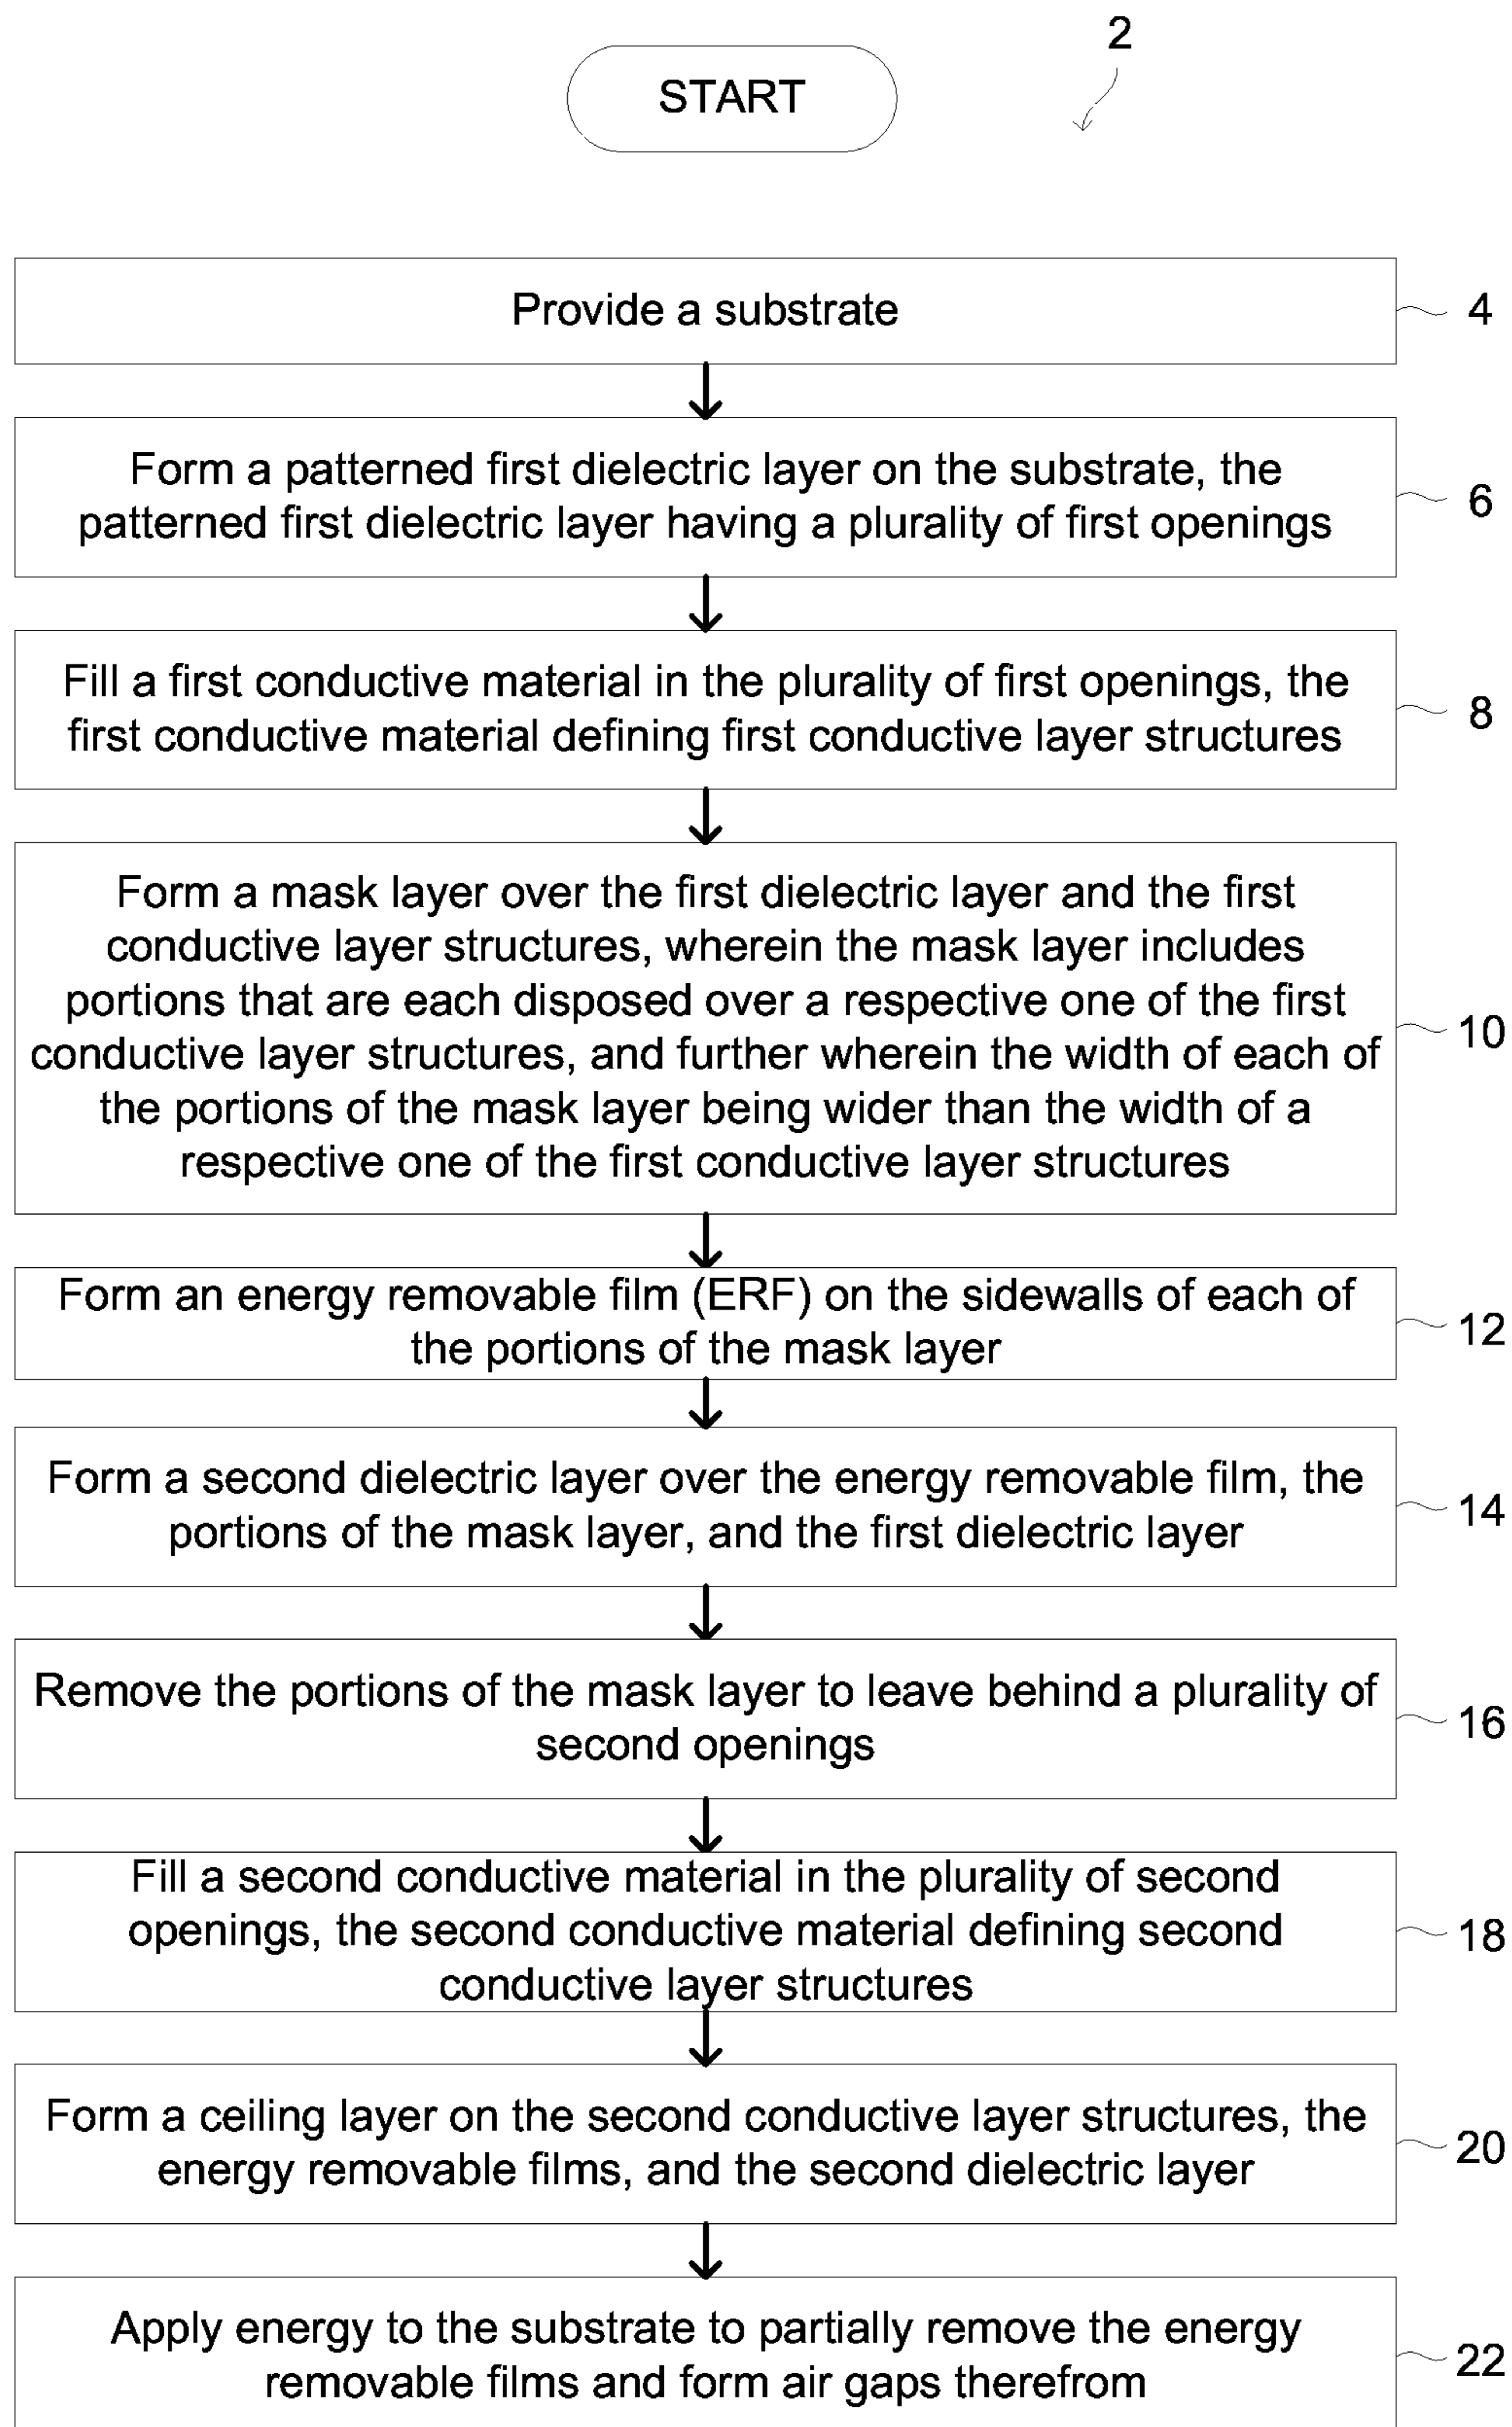 2
START
Provide a substrate
4
Form a patterned first dielectric layer on the substrate, the
patterned first dielectric layer having a plurality of first openings
6
Fill a first conductive material in the plurality of first openings, the
first conductive material defining first conductive layer structures
8
Form a mask layer over the first dielectric layer and the first
conductive layer structures, wherein the mask layer includes
portions that are each disposed over a respective one of the first
conductive layer structures, and further wherein the width of each of
the portions of the mask layer being wider than the width of a
respective one of the first conductive layer structures
10
Form an energy removable film (ERF) on the sidewalls of each of
the portions of the mask layer
12
Form a second dielectric layer over the energy removable film, the
portions of the mask layer, and the first dielectric layer
14
Remove the portions of the mask layer to leave behind a plurality of
second openings
16
Fill a second conductive material in the plurality of second
openings, the second conductive material defining second
conductive layer structures
18
Form a ceiling layer on the second conductive layer structures, the
energy removable films, and the second dielectric layer
20
Apply energy to the substrate to partially remove the energy
removable films and form air gaps therefrom
22